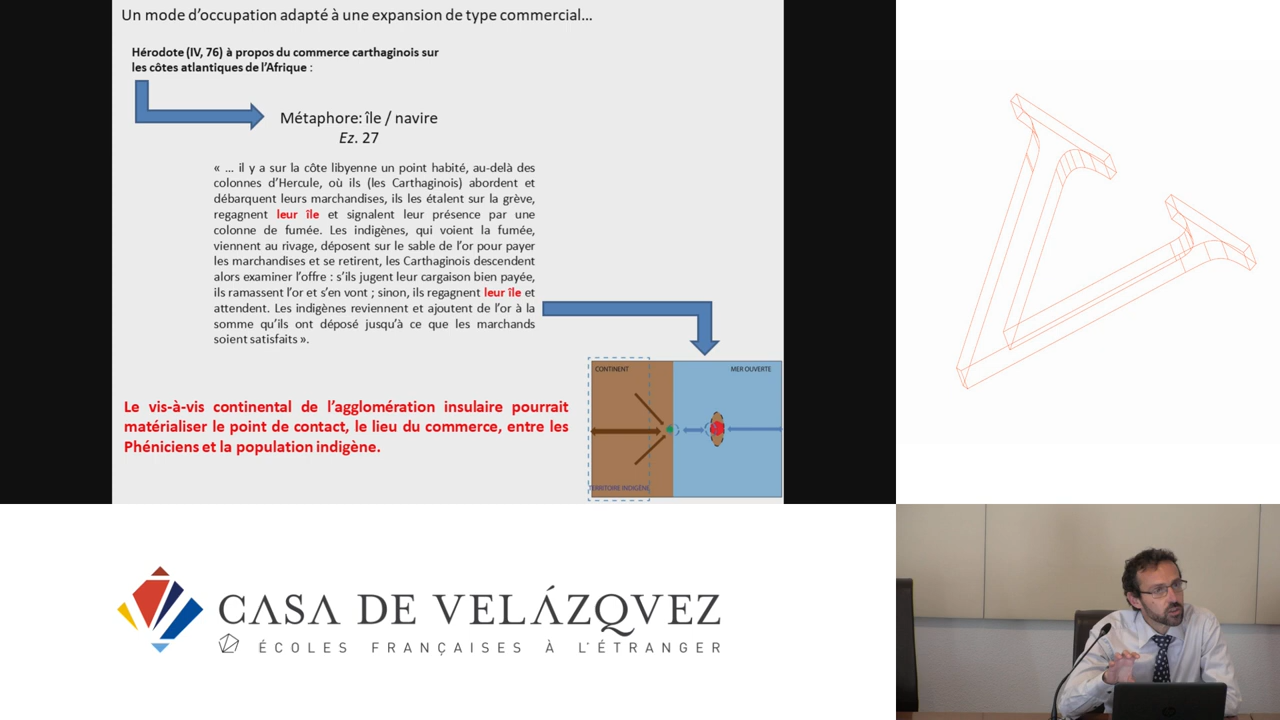 Un mode d'occupation adapté à une expansion de type commercial...
Hérodote (IV, 76) à propos du commerce carthaginois sur
les côtes atlantiques de l'Afrique :
Métaphore: île / navire
Ez. 27
« ... il y a sur la côte libyenne un point habité, au-delà des
colonnes d'Hercule, où ils (les Carthaginois) abordent et
débarquent leurs marchandises, ils les étalent sur la grève,
regagnent leur île et signalent leur présence par une
colonne de fumée. Les indigènes, qui voient la fumée,
viennent au rivage, déposent sur le sable de l'or pour payer
les marchandises et se retirent, les Carthaginois descendent
alors examiner l'offre : s'ils jugent leur cargaison bien payée,
ils ramassent l'or et s'en vont ; sinon, ils regagnent leur île et
attendent. Les indigènes reviennent et ajoutent de l'or à la
somme qu'ils ont déposé jusqu'à ce que les marchands
soient satisfaits ».
CONTINENT
MER OUVERTE
TERRITOIRE INDIGÈNE
Le vis-à-vis continental de l'agglomération insulaire pourrait
matérialiser le point de contact, le lieu du commerce, entre les
Phéniciens et la population indigène.
CASA DE VELÁZQVEZ
ÉCOLES FRANÇAISES À L'ÉTRANGER